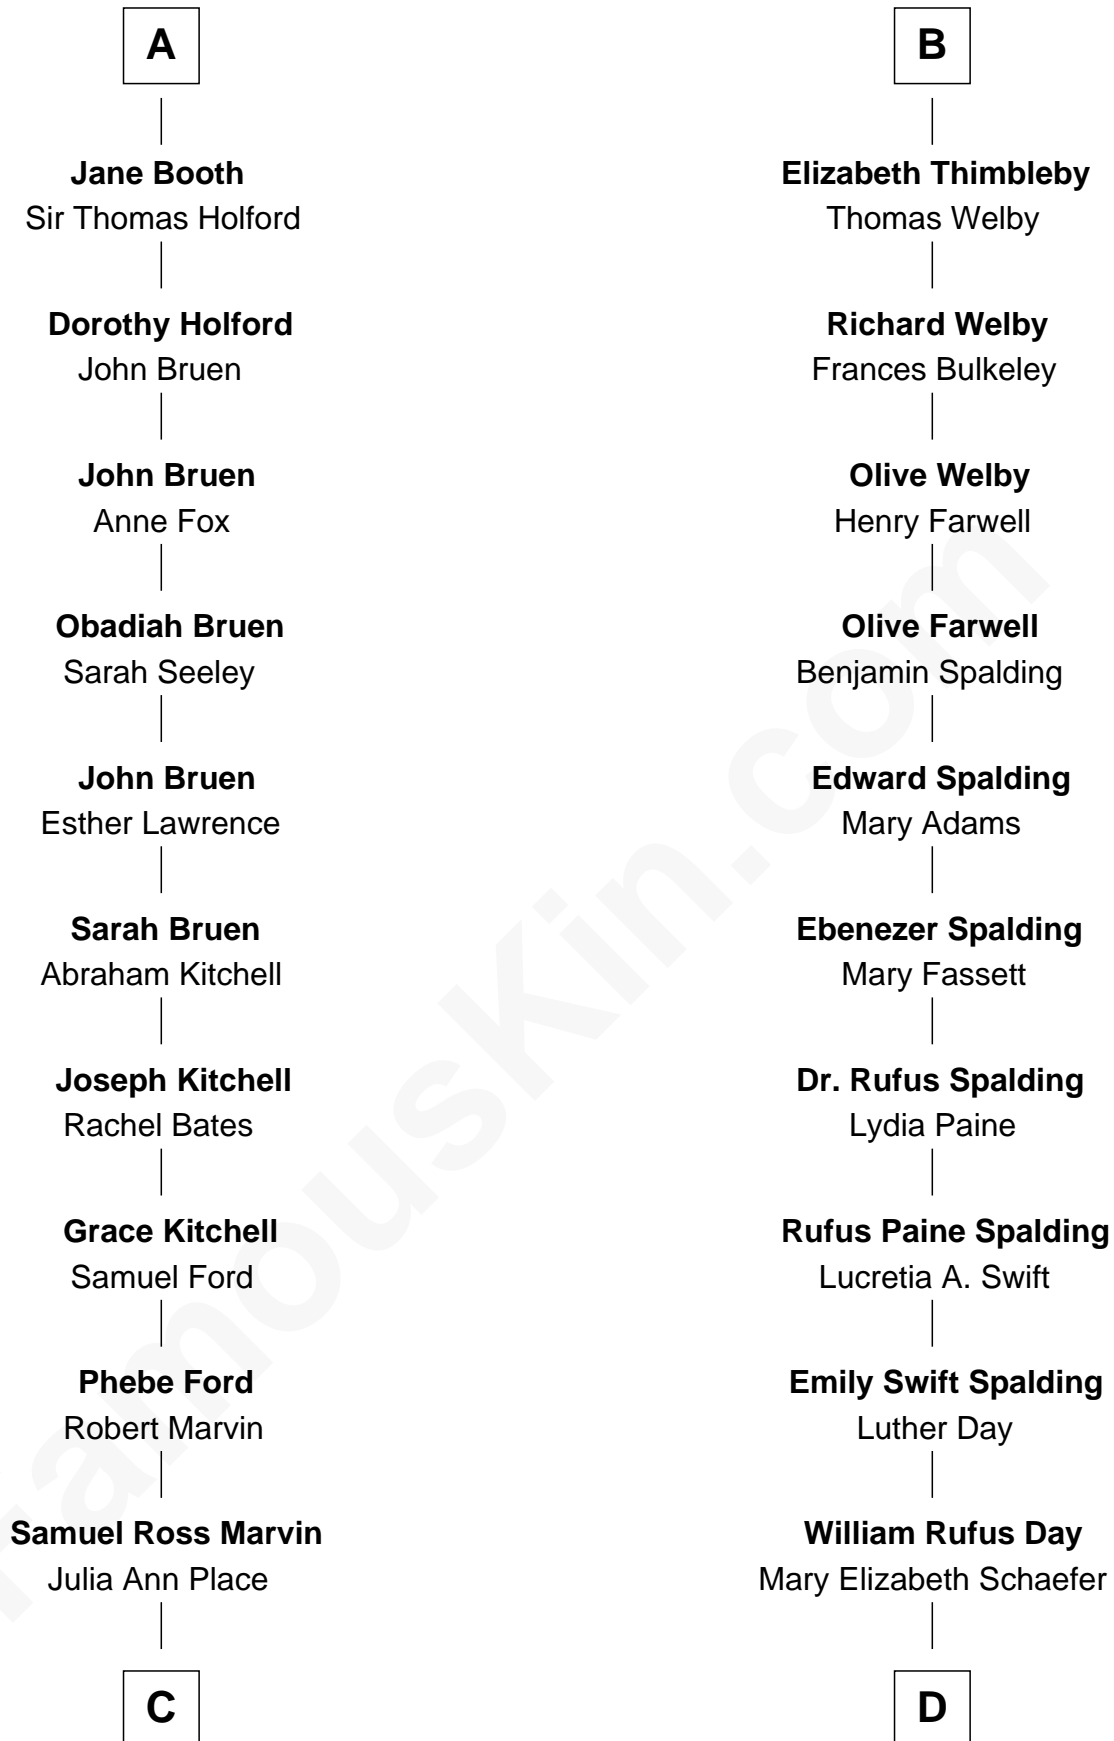 A
Jane Booth
Sir Thomas Holford
Dorothy Holford
John Bruen
John Bruen
Anne Fox
Obadiah Bruen
Sarah Seeley
John Bruen
Esther Lawrence
Sarah Bruen
Abraham Kitchell
Joseph Kitchell
Rachel Bates
Grace Kitchell
Samuel Ford
Phebe Ford
Robert Marvin
Samuel Ross Marvin
Julia Ann Place
C
B
Elizabeth Thimbleby
Thomas Welby
Richard Welby
Frances Bulkeley
Olive Welby
Henry Farwell
Olive Farwell
Benjamin Spalding
Edward Spalding
Mary Adams
Ebenezer Spalding
Mary Fassett
Dr. Rufus Spalding
Lydia Paine
Rufus Paine Spalding
Lucretia A. Swift
Emily Swift Spalding
Luther Day
William Rufus Day
Mary Elizabeth Schaefer
D
FamousKin.com